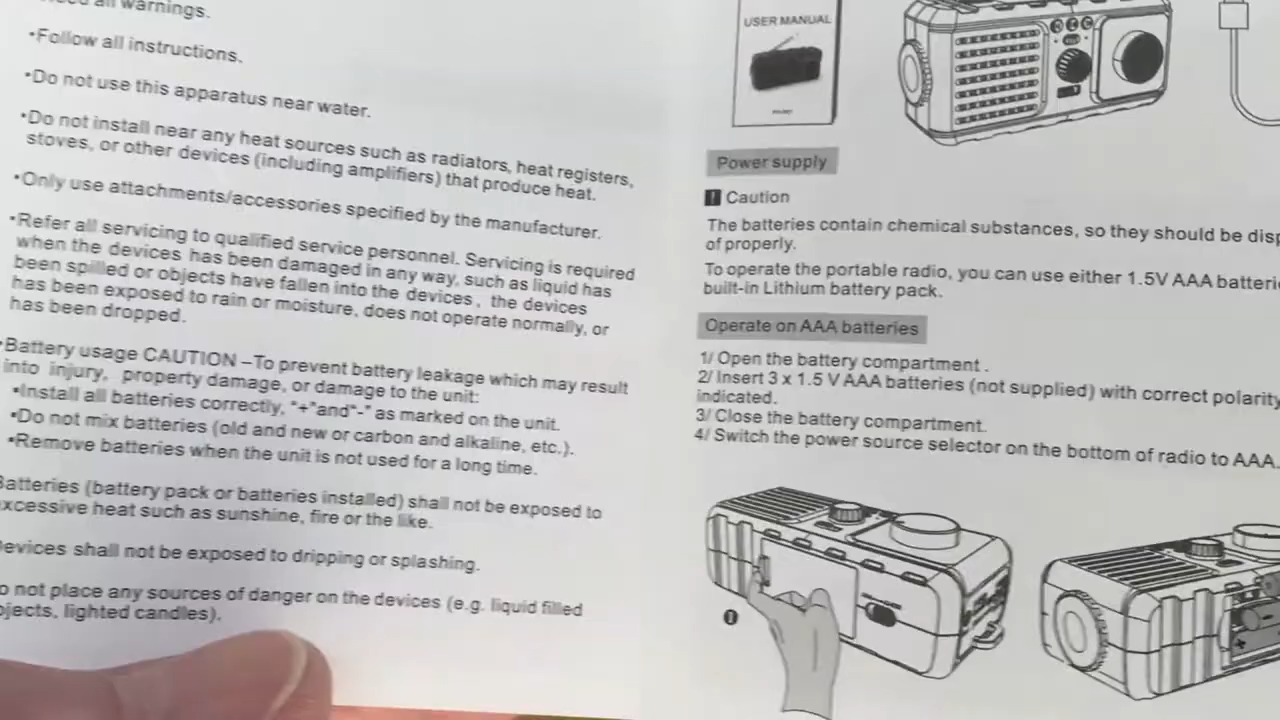 all warnings.
•Follow all instructions.
•Do not use this apparatus near water.
•Do not install near any heat sources such as radiators, heat registers,
stoves, or other devices (including amplifiers) that produce heat.
•Only use attachments/accessories specified by the manufacturer.
•Refer all servicing to qualified service personnel. Servicing is required
when the devices has been damaged in any way, such as liquid has
been spilled or objects have fallen into the devices, the devices
has been exposed to rain or moisture, does not operate normally, or
has been dropped.
•Battery usage CAUTION –To prevent battery leakage which may result
into injury, property damage, or damage to the unit:
•Install all batteries correctly, "+"and"-" as marked on the unit.
•Do not mix batteries (old and new or carbon and alkaline, etc.).
•Remove batteries when the unit is not used for a long time.
Batteries (battery pack or batteries installed) shall not be exposed to
excessive heat such as sunshine, fire or the like.
Devices shall not be exposed to dripping or splashing.
not place any sources of danger on the devices (e.g. liquid filled
objects, lighted candles).
USER MANUAL
Power supply
! Caution
The batteries contain chemical substances, so they should be
of properly.
To operate the portable radio, you can use either 1.5V AAA
built-in Lithium battery pack.
Operate on AAA batteries
1/ Open the battery compartment .
2/ Insert 3 x 1.5 V AAA batteries (not supplied) with correct polarity
indicated.
3/ Close the battery compartment.
4/ Switch the power source selector on the bottom of radio to AAA.
1